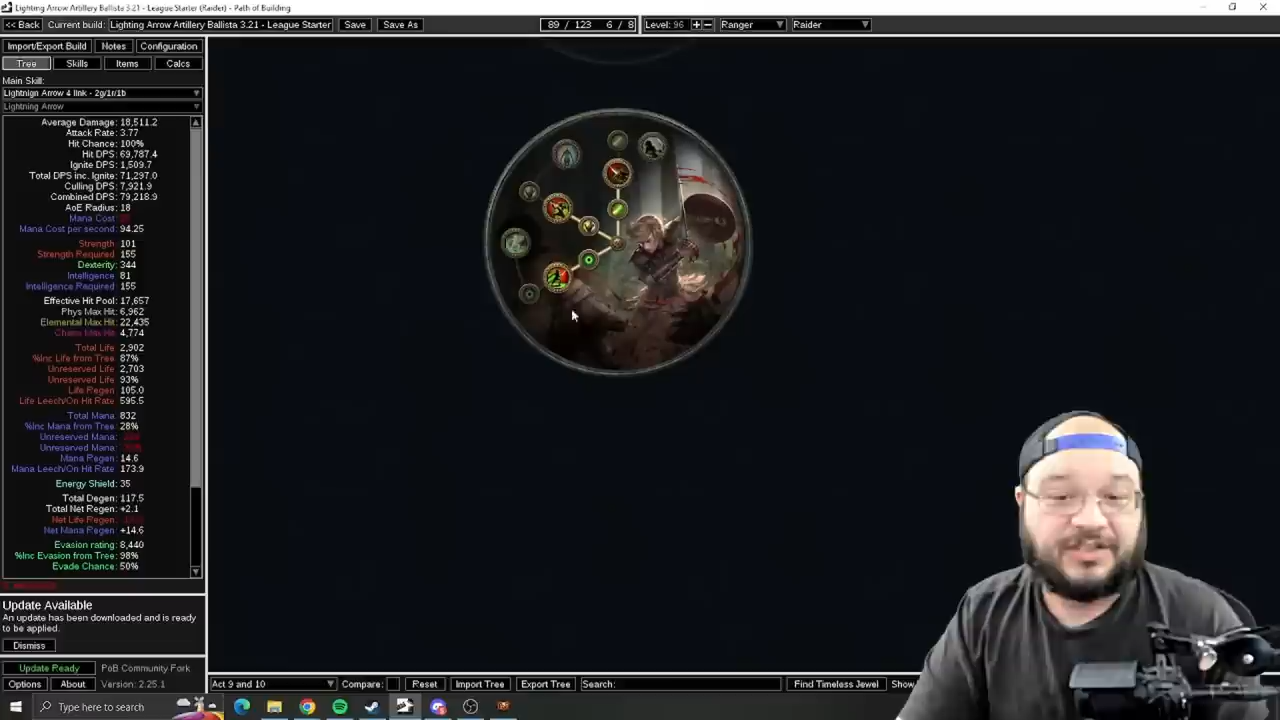 Lightning Arrow Artillery Ballista 3.21 - League Starter (Raider) - Path of Building
<< Back Current build: Lightning Arrow Artillery Ballista 3.21 - League Starter Save Save As 89 / 123 6 / 8 Level: 96 + - Ranger Raider
Import/Export Build Notes Configuration
Tree Skills Items Calcs
Main Skill:
Lightnign Arrow 4 link - 2g/1r/1b
Lightning Arrow
Average Damage: 18,511.2
Attack Rate: 3.77
Hit Chance: 100%
Hit DPS: 69,787.4
Ignite DPS: 1,509.7
Total DPS inc. Ignite: 71,297.0
Culling DPS: 7,921.9
Combined DPS: 79,218.9
AoE Radius: 18
Mana Cost
Mana Cost per second: 94.25
Strength: 101
Strength Required: 155
Dexterity: 344
Intelligence: 81
Intelligence Required: 155
Effective Hit Pool: 17,657
Phys Max Hit: 6,962
Elemental Max Hit: 22,435
Chaos Max Hit: 4,774
Total Life: 2,902
%Inc Life from Tree: 87%
Unreserved Life: 2,703
Unreserved Life: 93%
Life Regen: 105.0
Life Leech/On Hit Rate: 595.5
Total Mana: 832
%Inc Mana from Tree: 28%
Unreserved Mana:
Unreserved Mana:
Mana Regen: 14.6
Mana Leech/On Hit Rate: 173.9
Energy Shield: 35
Total Degen: 117.5
Total Net Regen: +2.1
Net Life Regen:
Net Mana Regen: +14.6
Evasion rating: 8,440
%Inc Evasion from Tree: 98%
Evade Chance: 50%
Update Available
An update has been downloaded and is ready
to be applied.
Dismiss
Update Ready PoB Community Fork
Options About Version: 2.25.1
Act 9 and 10 Compare: Reset Import Tree Export Tree Search: Find Timeless Jewel Show
Type here to search